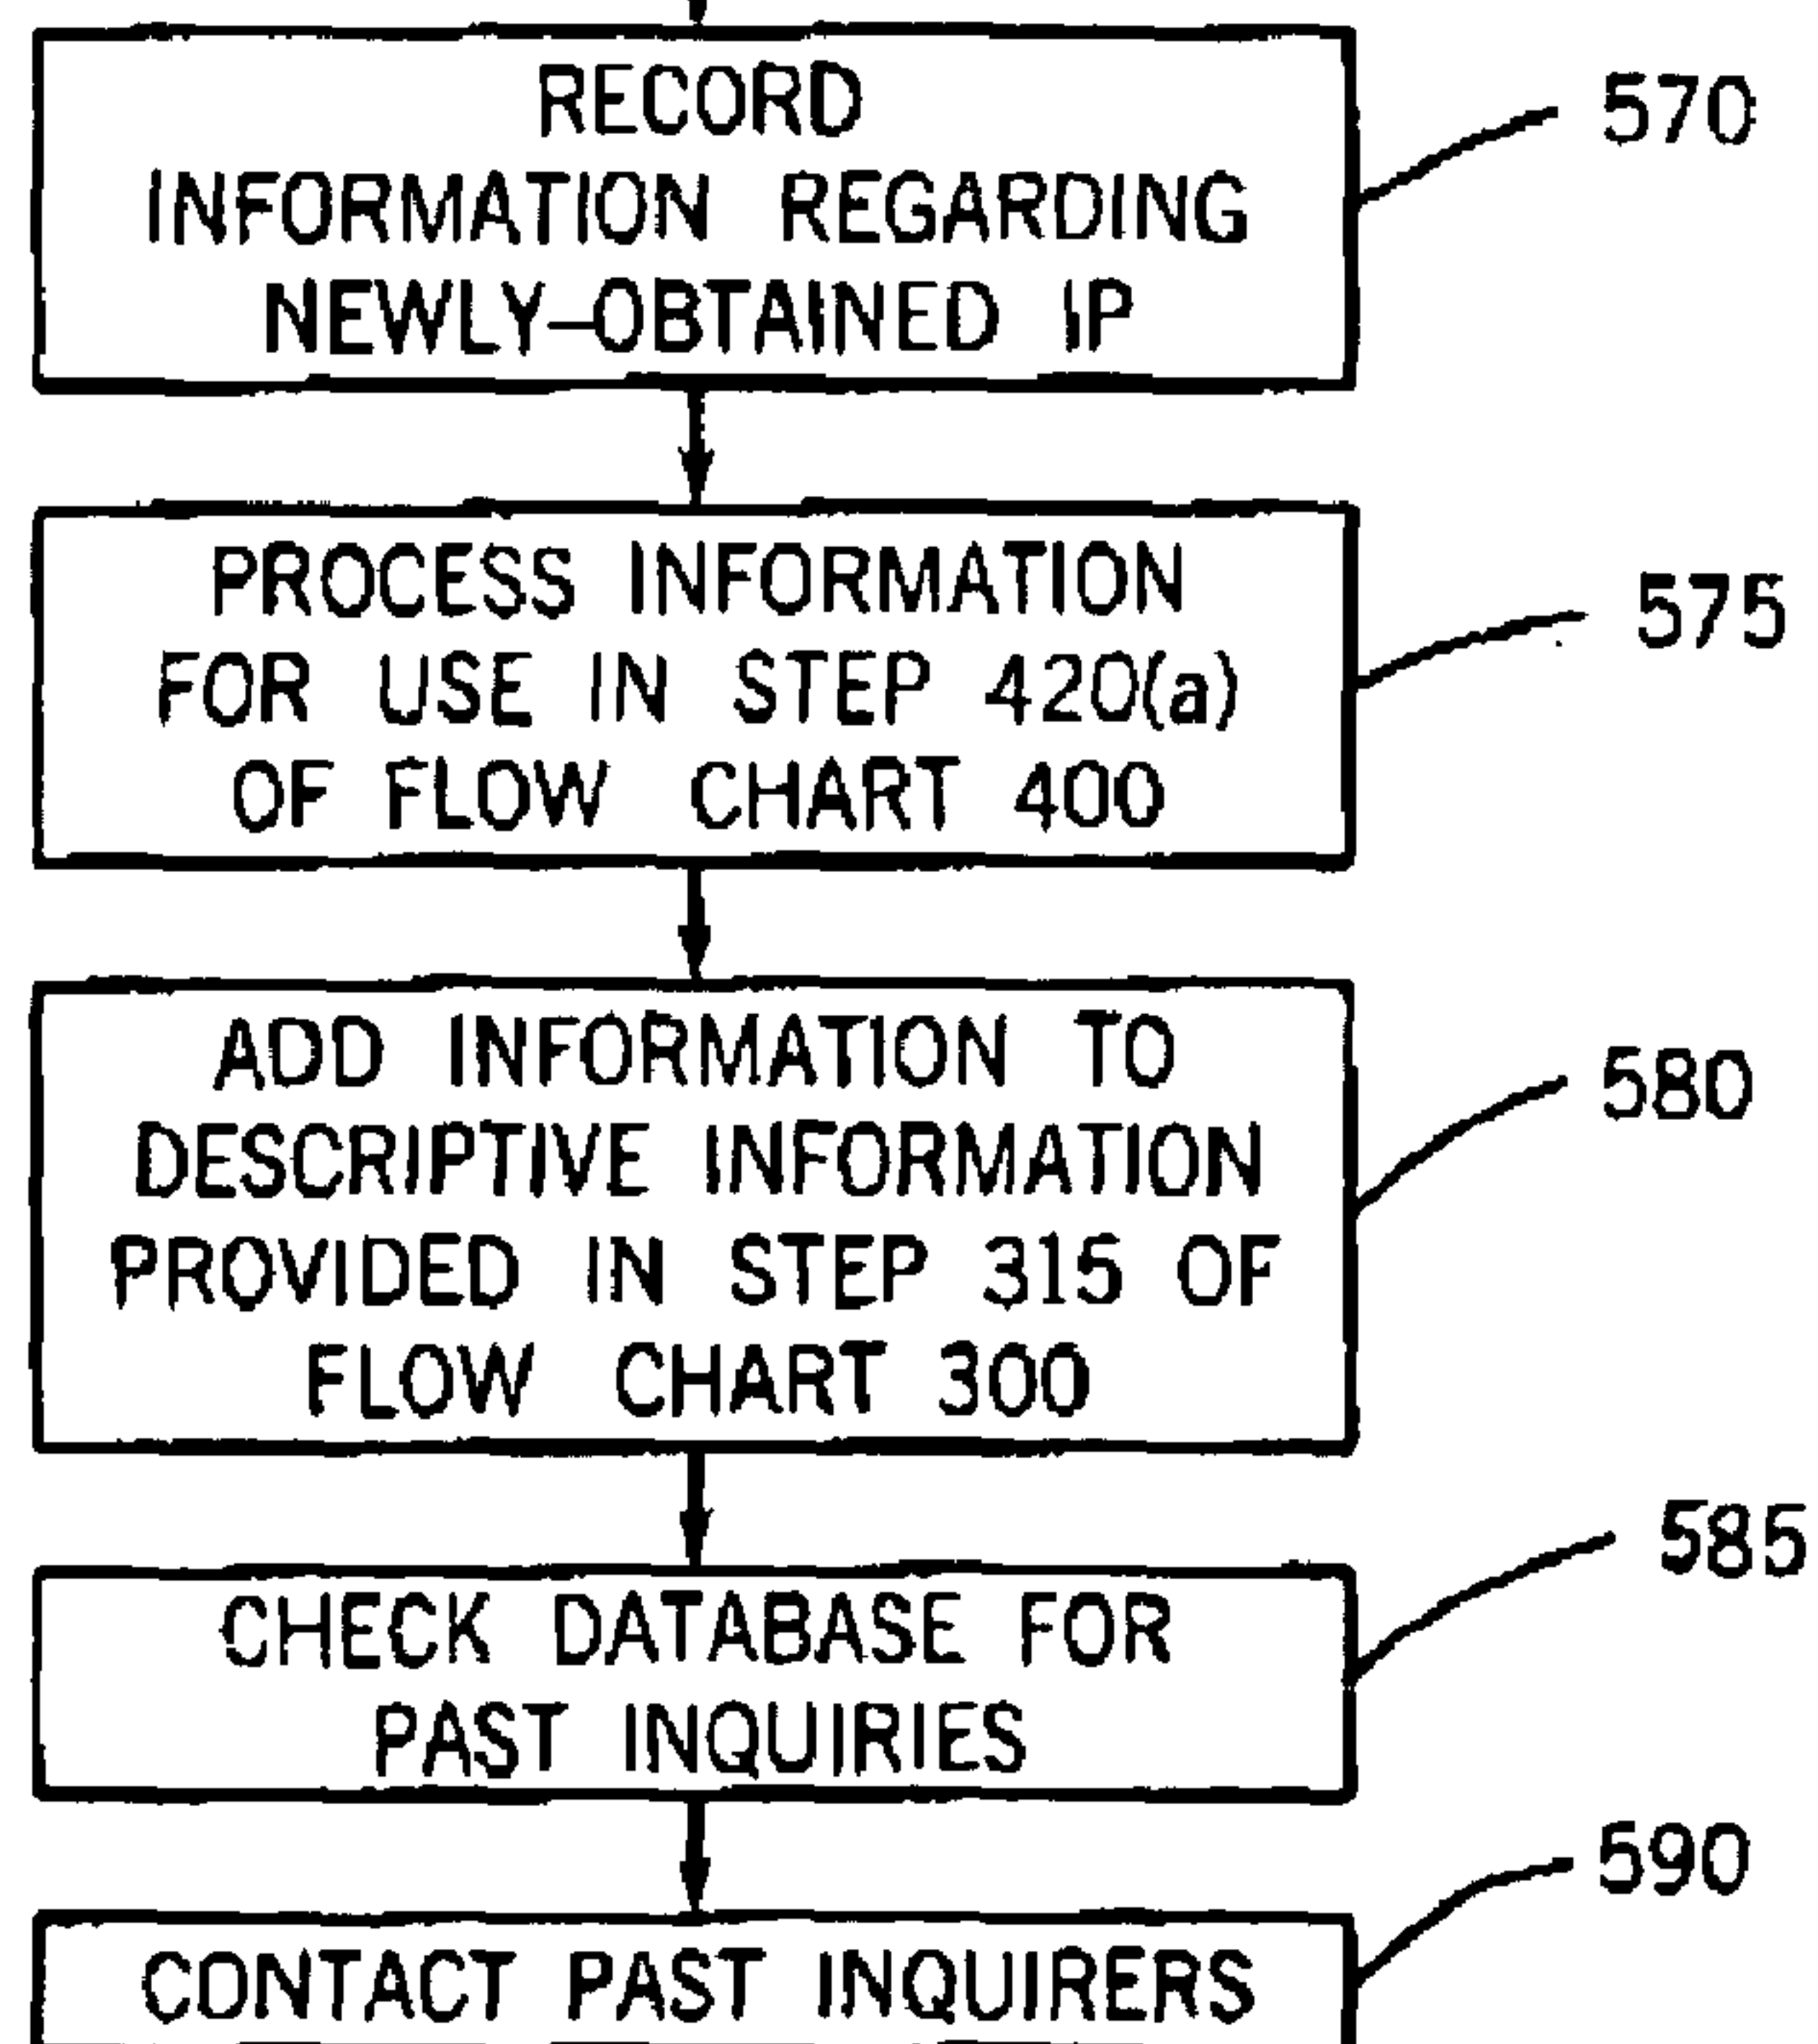 RECORD
INFORMATION REGARDING
NEWLY-OBTAINED IP
570
PROCESS INFORMATION
FOR USE IN STEP 420(a)
OF FLOW CHART 400
575
ADD INFORMATION TO
DESCRIPTIVE INFORMATION
PROVIDED IN STEP 315 OF
FLOW CHART 300
580
CHECK DATABASE FOR
PAST INQUIRIES
585
CONTACT PAST INQUIRERS
590